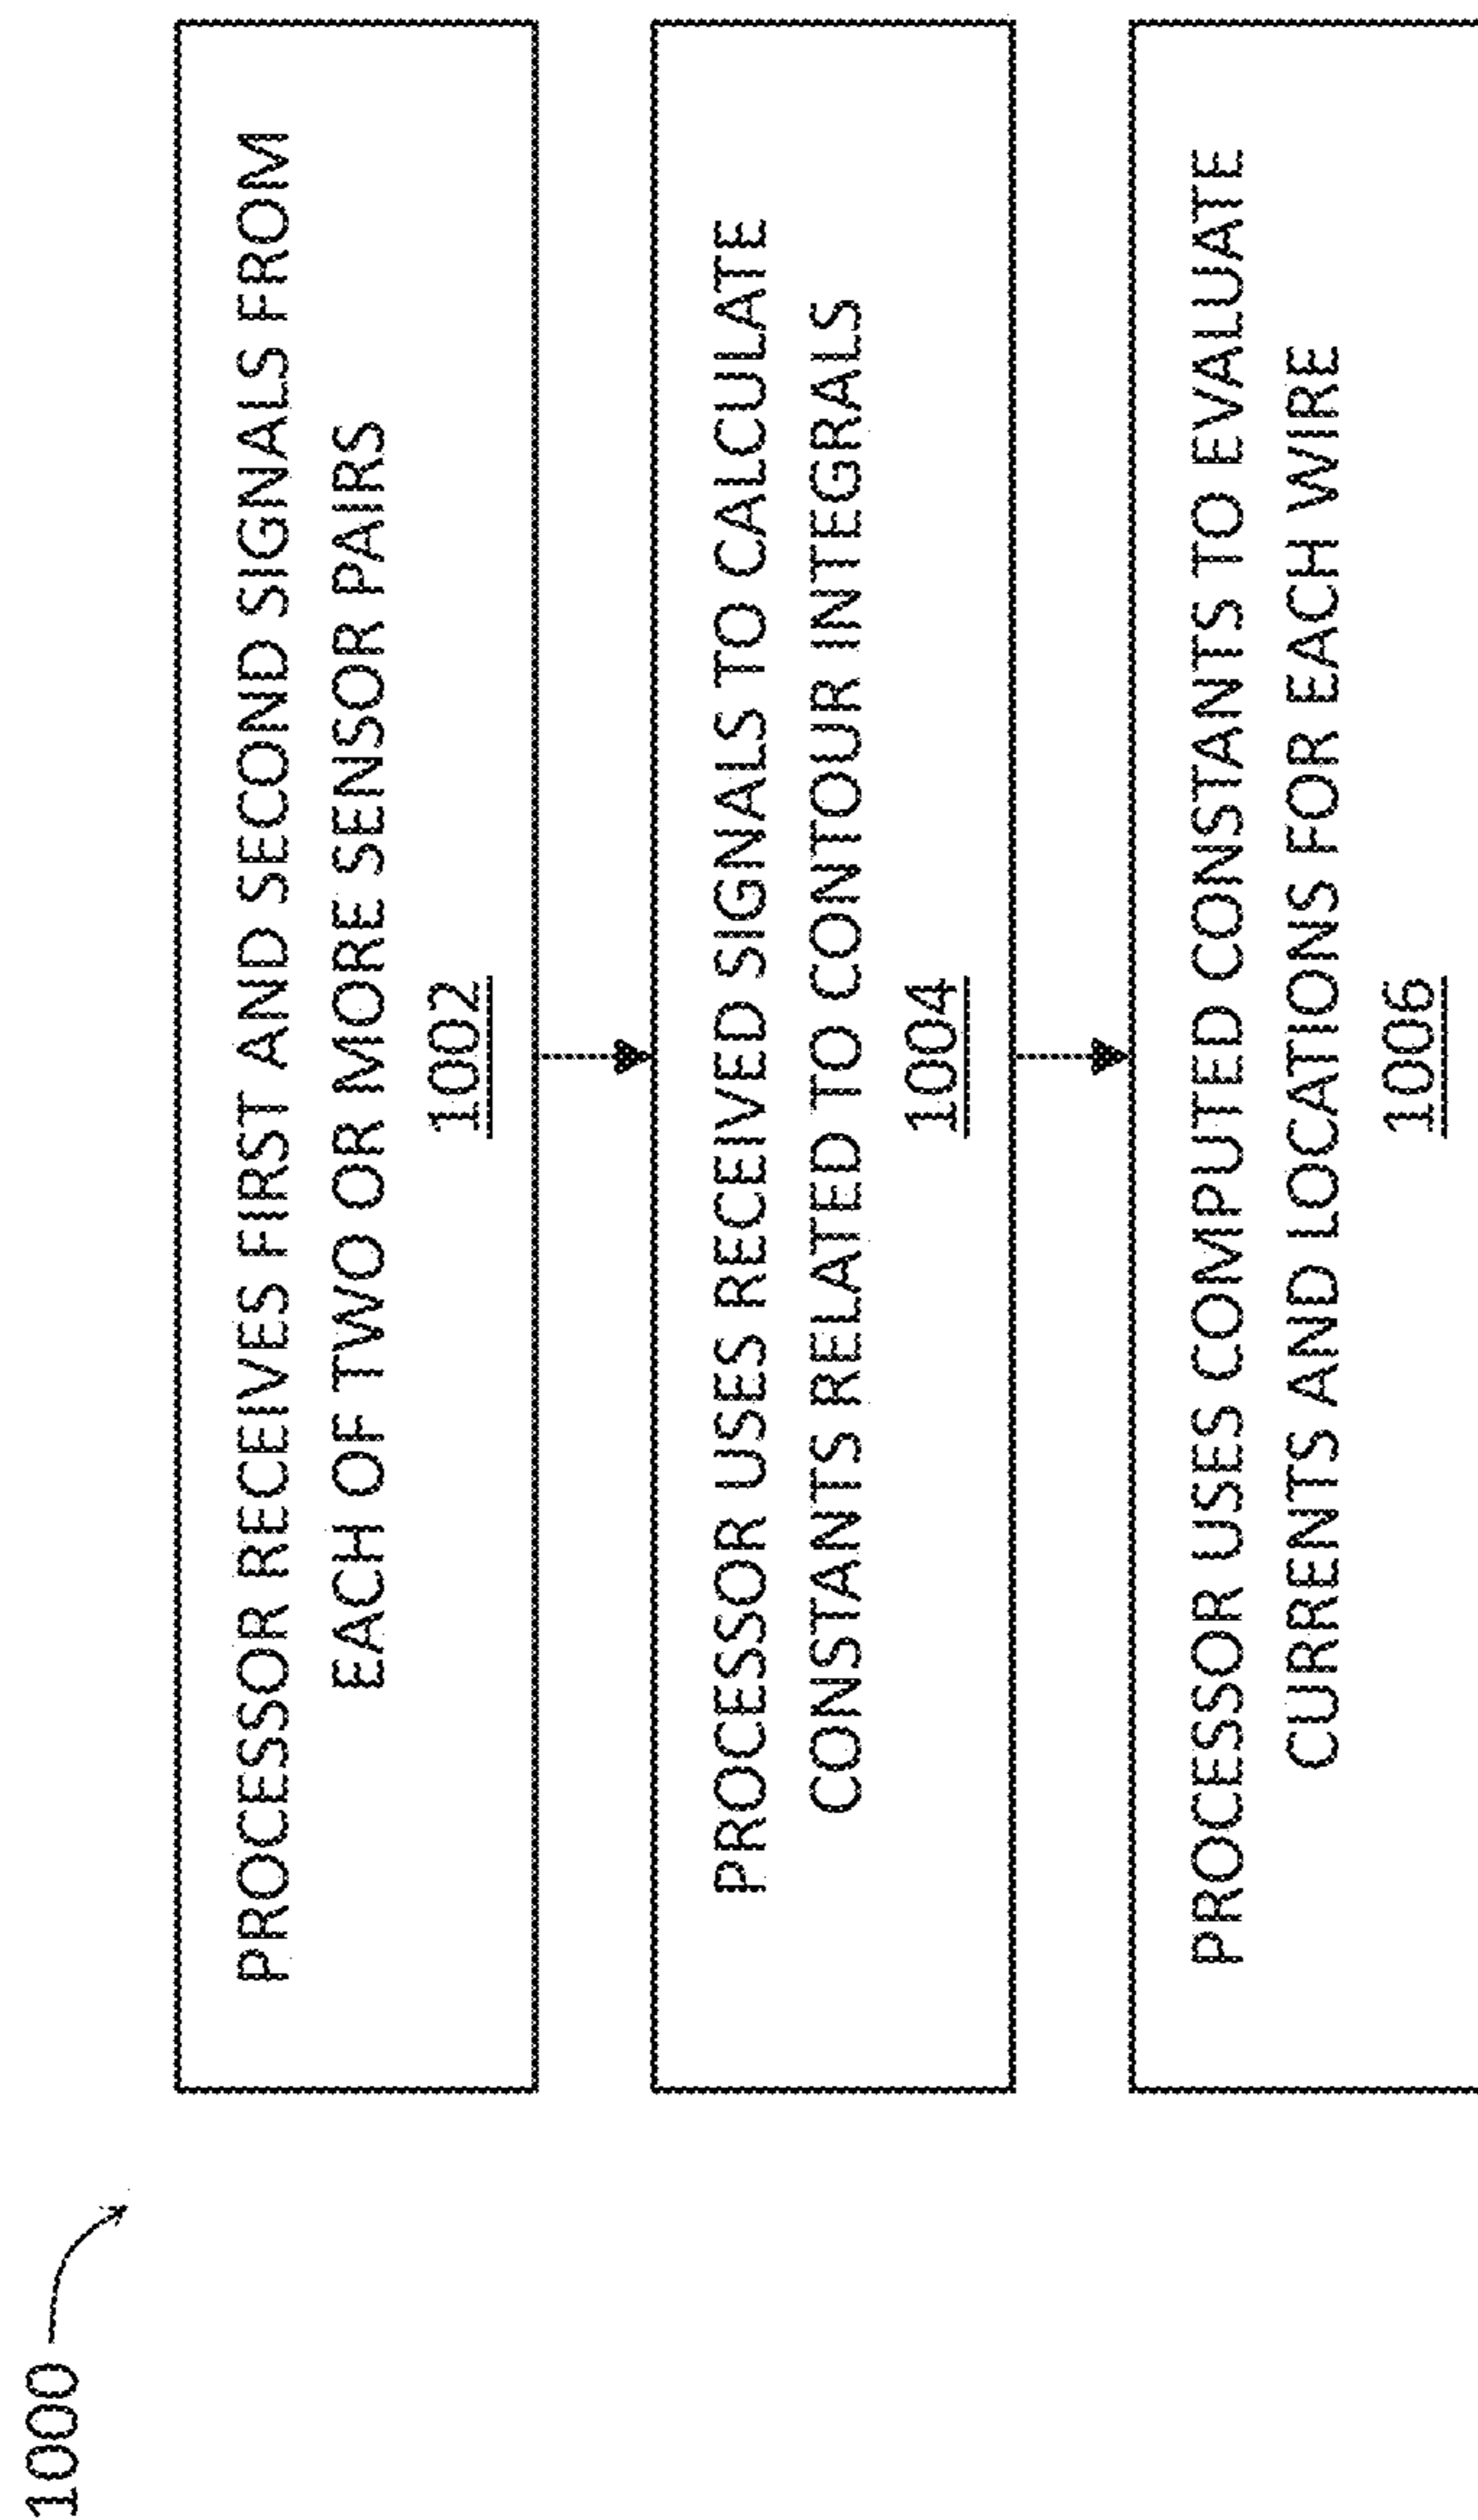 1000
PROCESSOR RECEIVES FIRST AND SECOND SIGNALS FROM
EACH OF TWO OR MORE SENSOR PAIRS
1002
PROCESSOR USES RECEIVED SIGNALS TO CALCULATE
CONSTANTS RELATED TO CONTOUR INTEGRALS
1004
PROCESSOR USES COMPUTED CONSTANTS TO EVALUATE
CURRENTS AND LOCATIONS FOR EACH WIRE
1006